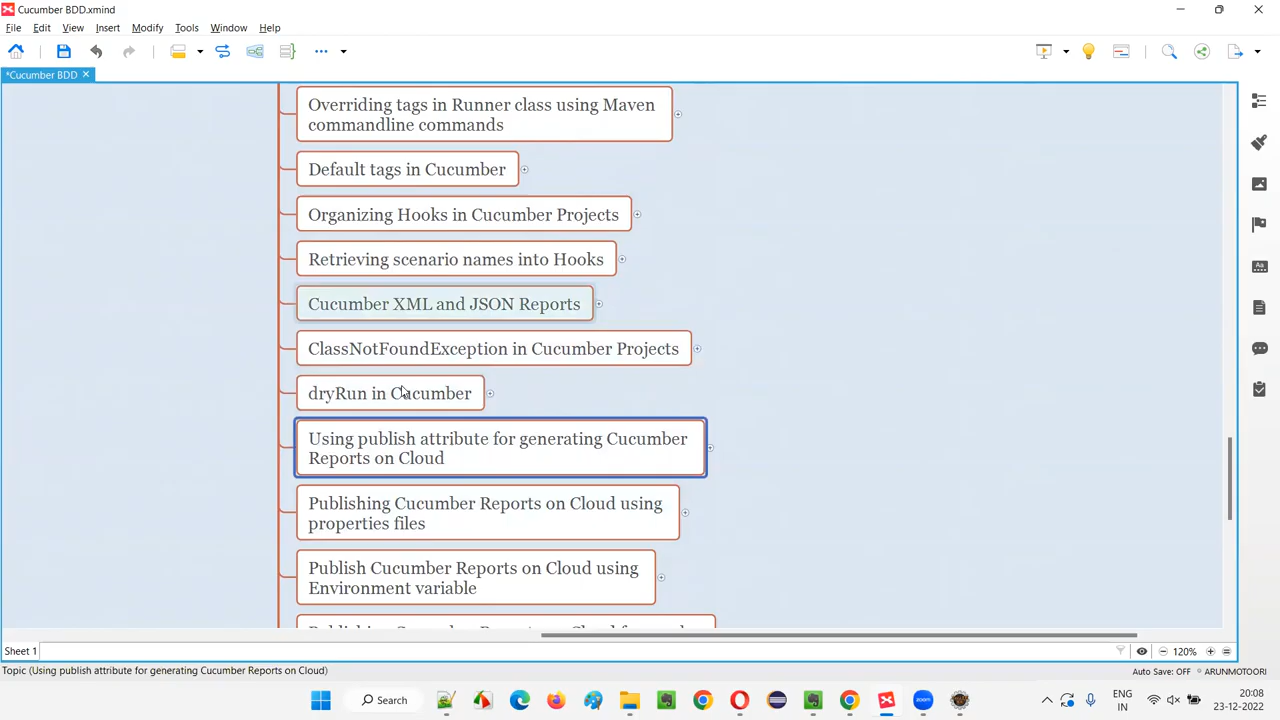 Cucumber BDD.xmind
File Edit View Insert Modify Tools Window Help
*Cucumber BDD
Overriding tags in Runner class using Maven
commandline commands
Default tags in Cucumber
Organizing Hooks in Cucumber Projects
Retrieving scenario names into Hooks
Cucumber XML and JSON Reports
ClassNotFoundException in Cucumber Projects
dryRun in Cucumber
Using publish attribute for generating Cucumber
Reports on Cloud
Publishing Cucumber Reports on Cloud using
properties files
Publish Cucumber Reports on Cloud using
Environment variable
Sheet 1
120%
Topic (Using publish attribute for generating Cucumber Reports on Cloud)
Auto Save: OFF
ARUNMOTOORI
Search
ENG
IN
20:08
23-12-2022